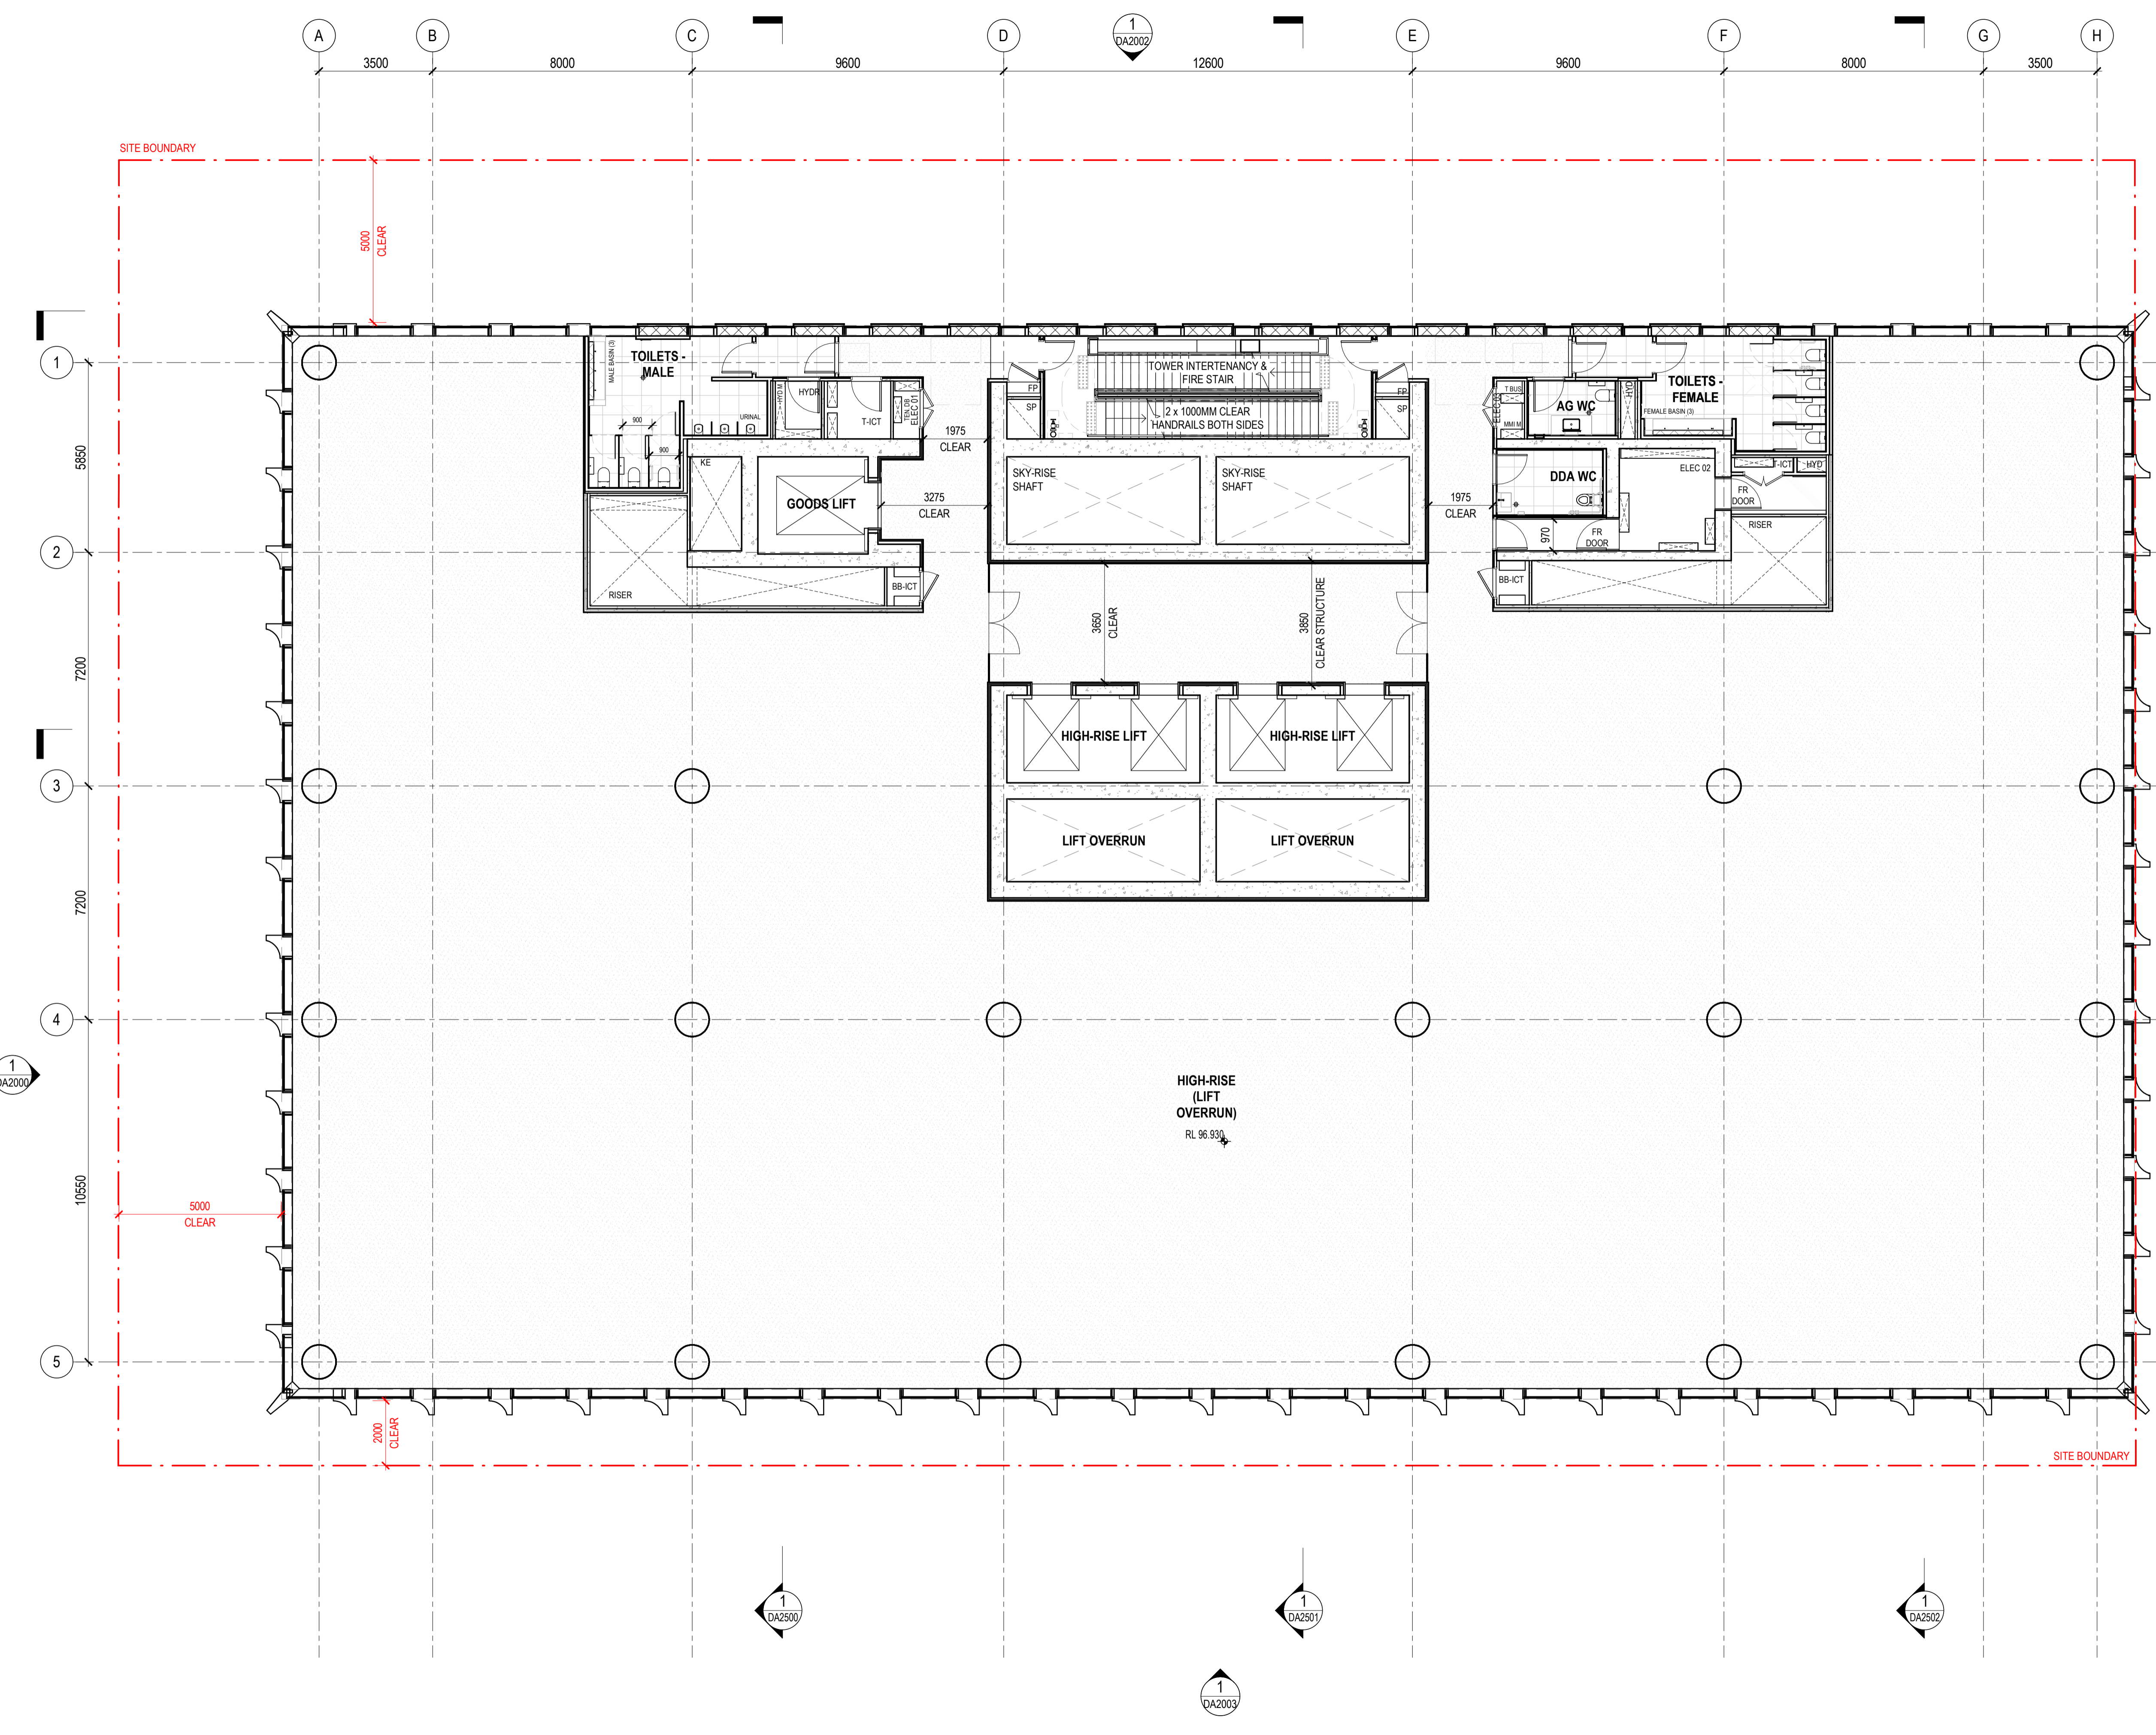 A
B
C
D
1
DA2002
E
F
G
H
3500
8000
9600
12600
9600
8000
3500
SITE BOUNDARY
5000
CLEAR
1
MALE BASIN (3)
TOILETS -
MALE
900
900
URINAL
HYD M
HYDR
T-ICT
TEN. DB
ELEC 01
1975
CLEAR
FP
SP
TOWER INTERTENANCY &
FIRE STAIR
2 x 1000MM CLEAR
HANDRAILS BOTH SIDES
FP
SP
ELEC 03
T BUS
MMI M
AG WC
HYD
TOILETS -
FEMALE
FEMALE BASIN (3)
5850
KE
GOODS LIFT
3275
CLEAR
SKY-RISE
SHAFT
SKY-RISE
SHAFT
1975
CLEAR
DDA WC
ELEC 02
T-ICT
HYD
FR
DOOR
RISER
970
FR
DOOR
2
RISER
BB-ICT
BB-ICT
3650
CLEAR
3850
CLEAR STRUCTURE
7200
HIGH-RISE LIFT
HIGH-RISE LIFT
3
LIFT OVERRUN
LIFT OVERRUN
7200
4
1
DA2000
HIGH-RISE
(LIFT
OVERRUN)
RL 96.930
10550
5000
CLEAR
5
2000
CLEAR
SITE BOUNDARY
1
DA2500
1
DA2501
1
DA2502
1
DA2003